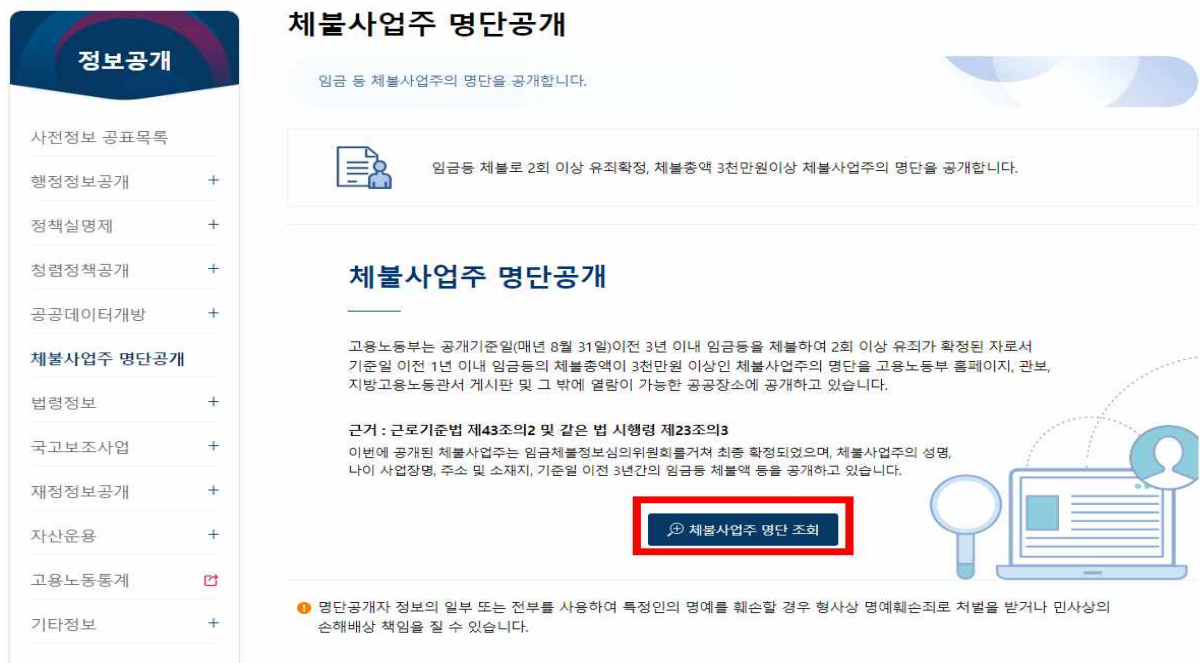 정보공개
사전정보 공표목록
행정정보공개 +
정책실명제 +
청렴정책공개 +
공공데이터개방 +
체불사업주 명단공개
법령정보 +
국고보조사업 +
재정정보공개 +
자산운용 +
고용노동통계
기타정보 +
체불사업주 명단공개
임금 등 체불사업주의 명단을 공개합니다.
임금등 체불로 2회 이상 유죄확정, 체불총액 3천만원이상 체불사업주의 명단을 공개합니다.
체불사업주 명단공개
고용노동부는 공개기준일(매년 8월 31일)이전 3년 이내 임금등을 체불하여 2회 이상 유죄가 확정된 자로서
기준일 이전 1년 이내 임금등의 체불총액이 3천만원 이상인 체불사업주의 명단을 고용노동부 홈페이지, 관보,
지방고용노동관서 게시판 및 그 밖에 열람이 가능한 공공장소에 공개하고 있습니다.
근거 : 근로기준법 제43조의2 및 같은 법 시행령 제23조의3
이번에 공개된 체불사업주는 임금체불정보심의위원회를거쳐 최종 확정되었으며, 체불사업주의 성명,
나이 사업장명, 주소 및 소재지, 기준일 이전 3년간의 임금등 체불액 등을 공개하고 있습니다.
체불사업주 명단 조회
명단공개자 정보의 일부 또는 전부를 사용하여 특정인의 명예를 훼손할 경우 형사상 명예훼손죄로 처벌을 받거나 민사상의
손해배상 책임을 질 수 있습니다.